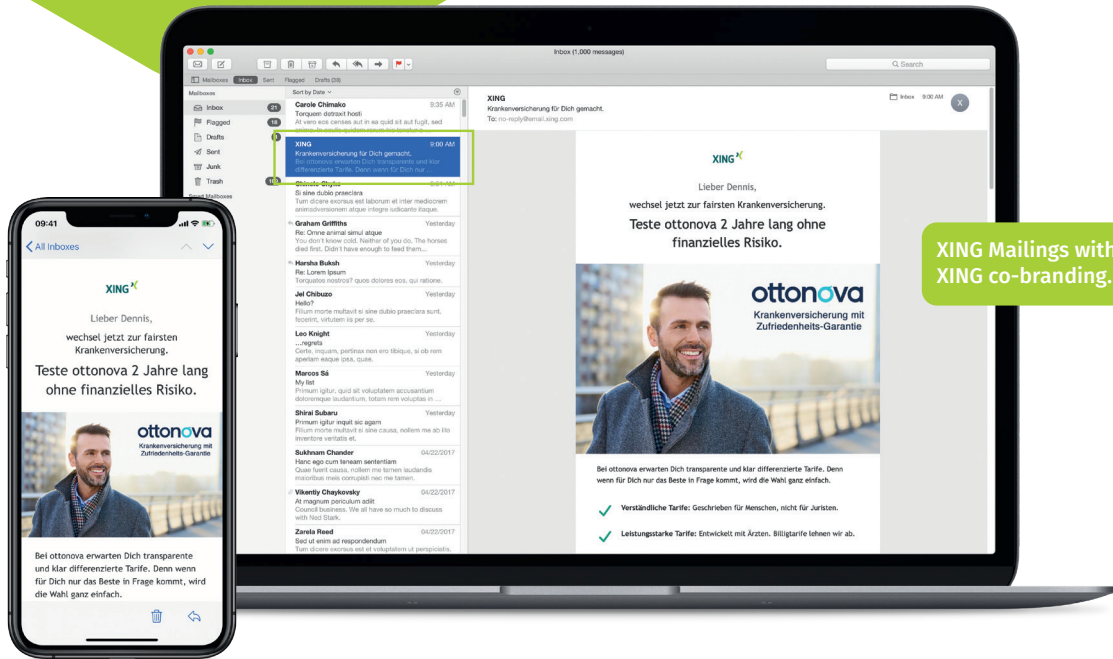 Inbox (1,000 messages)
Search
Mailboxes Inbox Sent Flagged Drafts (28)
Mailboxes
Inbox 21
Flagged 18
Drafts
Sent
Junk
Trash
Sort by Date
Carole Chimako 9:35 AM
Torquem detraxit hosti
At vero eos censes aut in ea quid sit aut fugit, sed
XING 9:00 AM
Krankenversicherung für Dich gemacht.
Bei ottonova erwarten Dich transparente und klar
differenzierte Tarife. Denn wenn für Dich nur ...
Si sine dubio praeclara
Tum dicere exorsus est laborum et inter mediocrem
animadversionem atque integre iudicante itaque.
Graham Griffiths Yesterday
Re: Omne animal simul atque
You don't know cold. Neither of you do. The horses
died first. Didn't have enough to feed them...
Harsha Buksh Yesterday
Re: Lorem Ipsum
Torquatos nostros? quos dolores eos, qui ratione.
Jel Chibuzo Yesterday
Hello?
Filium morte multavit si sine dubio praeclara sunt,
fecerint, virtutem iis per se.
Leo Knight Yesterday
...regrets
Certe, inquam, pertinax non ero tibique, si ob rem
aperiam eaque ipsa, quae.
Marcos Sá Yesterday
My list
Primum igitur, quid sit voluptatem accusantium
doloremque laudantium, totam rem voluptas in ...
Shirai Subaru Yesterday
Primum igitur inquit sic agam
Filium morte multavit si sine causa, nollem me ab illo
inventore veritatis et.
Sukhnam Chander 04/22/2017
Hanc ego cum teneam sententiam
Quae fuerit causa, nollem me tamen laudandis
maioribus meis corrupisti nec me tamen.
Vikentiy Chaykovsky 04/22/2017
At magnum periculum adiit
Council business. We all have so much to discuss
with Ned Stark.
Zarela Reed 04/22/2017
Sed ut enim ad respondendum
Tum dicere exorsus est et voluptatem ut perspiciatis,
XING
Krankenversicherung für Dich gemacht.
To: no-reply@email.xing.com
Inbox 9:00 AM
X
XING
Lieber Dennis,
wechsel jetzt zur fairsten Krankenversicherung.
Teste ottonova 2 Jahre lang ohne
finanzielles Risiko.
ottonova
Krankenversicherung mit
Zufriedenheits-Garantie
Bei ottonova erwarten Dich transparente und klar differenzierte Tarife. Denn
wenn für Dich nur das Beste in Frage kommt, wird die Wahl ganz einfach.
Verständliche Tarife: Geschrieben für Menschen, nicht für Juristen.
Leistungsstarke Tarife: Entwickelt mit Ärzten. Billigtarife lehnen wir ab.
XING Mailings with
XING co-branding.
09:41
All Inboxes
XING
Lieber Dennis,
wechsel jetzt zur fairsten
Krankenversicherung.
Teste ottonova 2 Jahre lang
ohne finanzielles Risiko.
ottonova
Krankenversicherung mit
Zufriedenheits-Garantie
Bei ottonova erwarten Dich transparente
und klar differenzierte Tarife. Denn wenn
für Dich nur das Beste in Frage kommt, wird
die Wahl ganz einfach.